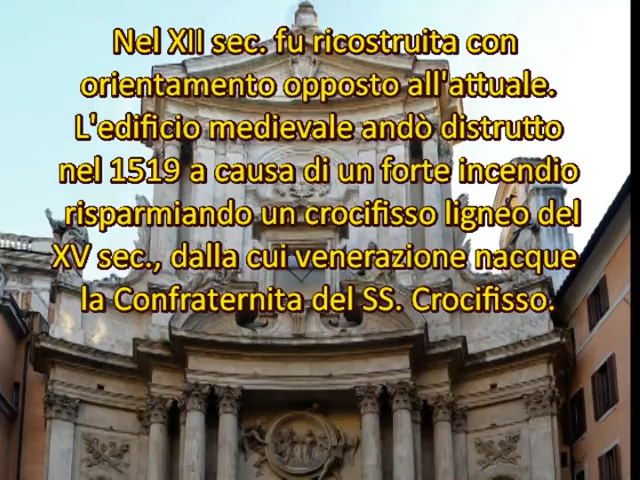 Nel XII sec. fu ricostruita con
orientamento opposto all'attuale.
L'edificio medievale andò distrutto
nel 1519 a causa di un forte incendio
risparmiando un crocifisso ligneo del
XV sec., dalla cui venerazione nacque
la Confraternita del SS. Crocifisso.